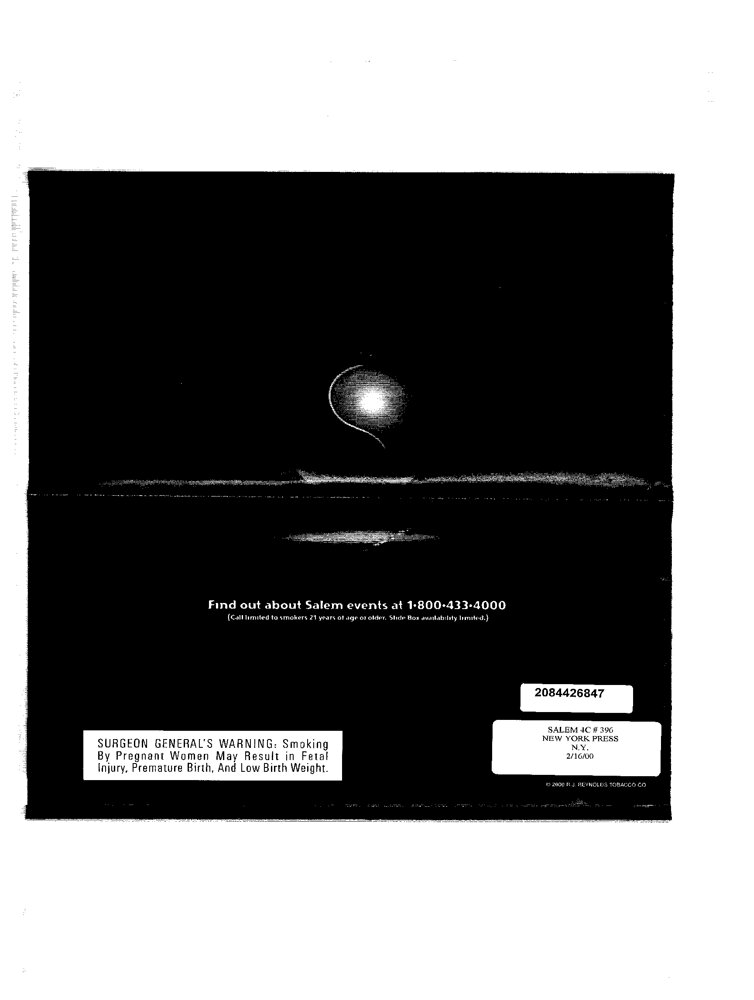 Find out about Salem events at 1•800•433•4000
(Call limited to smokers 21 years of age or older. Slide Box availability limited.)
2084426847
SALEM 4C # 396
NEW YORK PRESS
N.Y.
2/16/00
SURGEON GENERAL'S WARNING: Smoking
By Pregnant Women May Result in Fetal
Injury, Premature Birth, And Low Birth Weight.
© 2000 R.J. REYNOLDS TOBACCO CO.